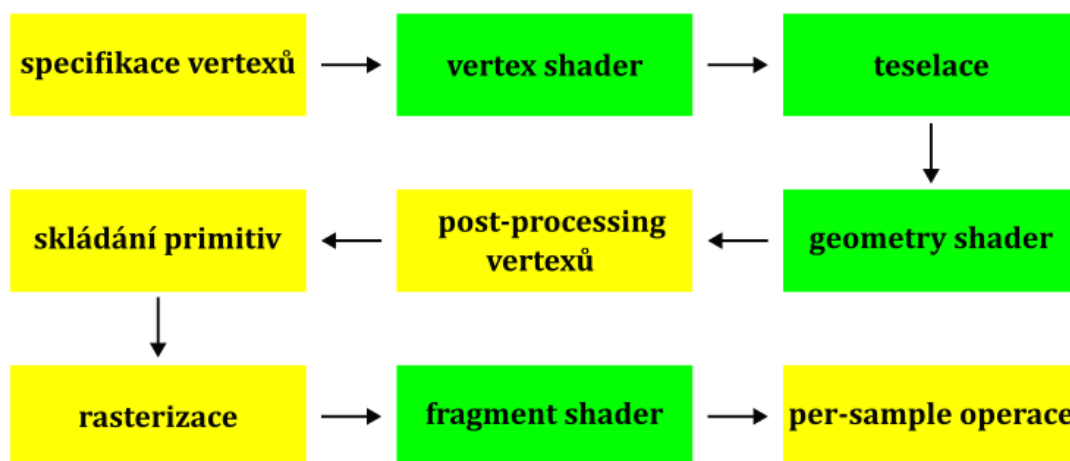 specifikace vertexů
vertex shader
teselace
geometry shader
post-processing
vertexů
skládání primitiv
rasterizace
fragment shader
per-sample operace